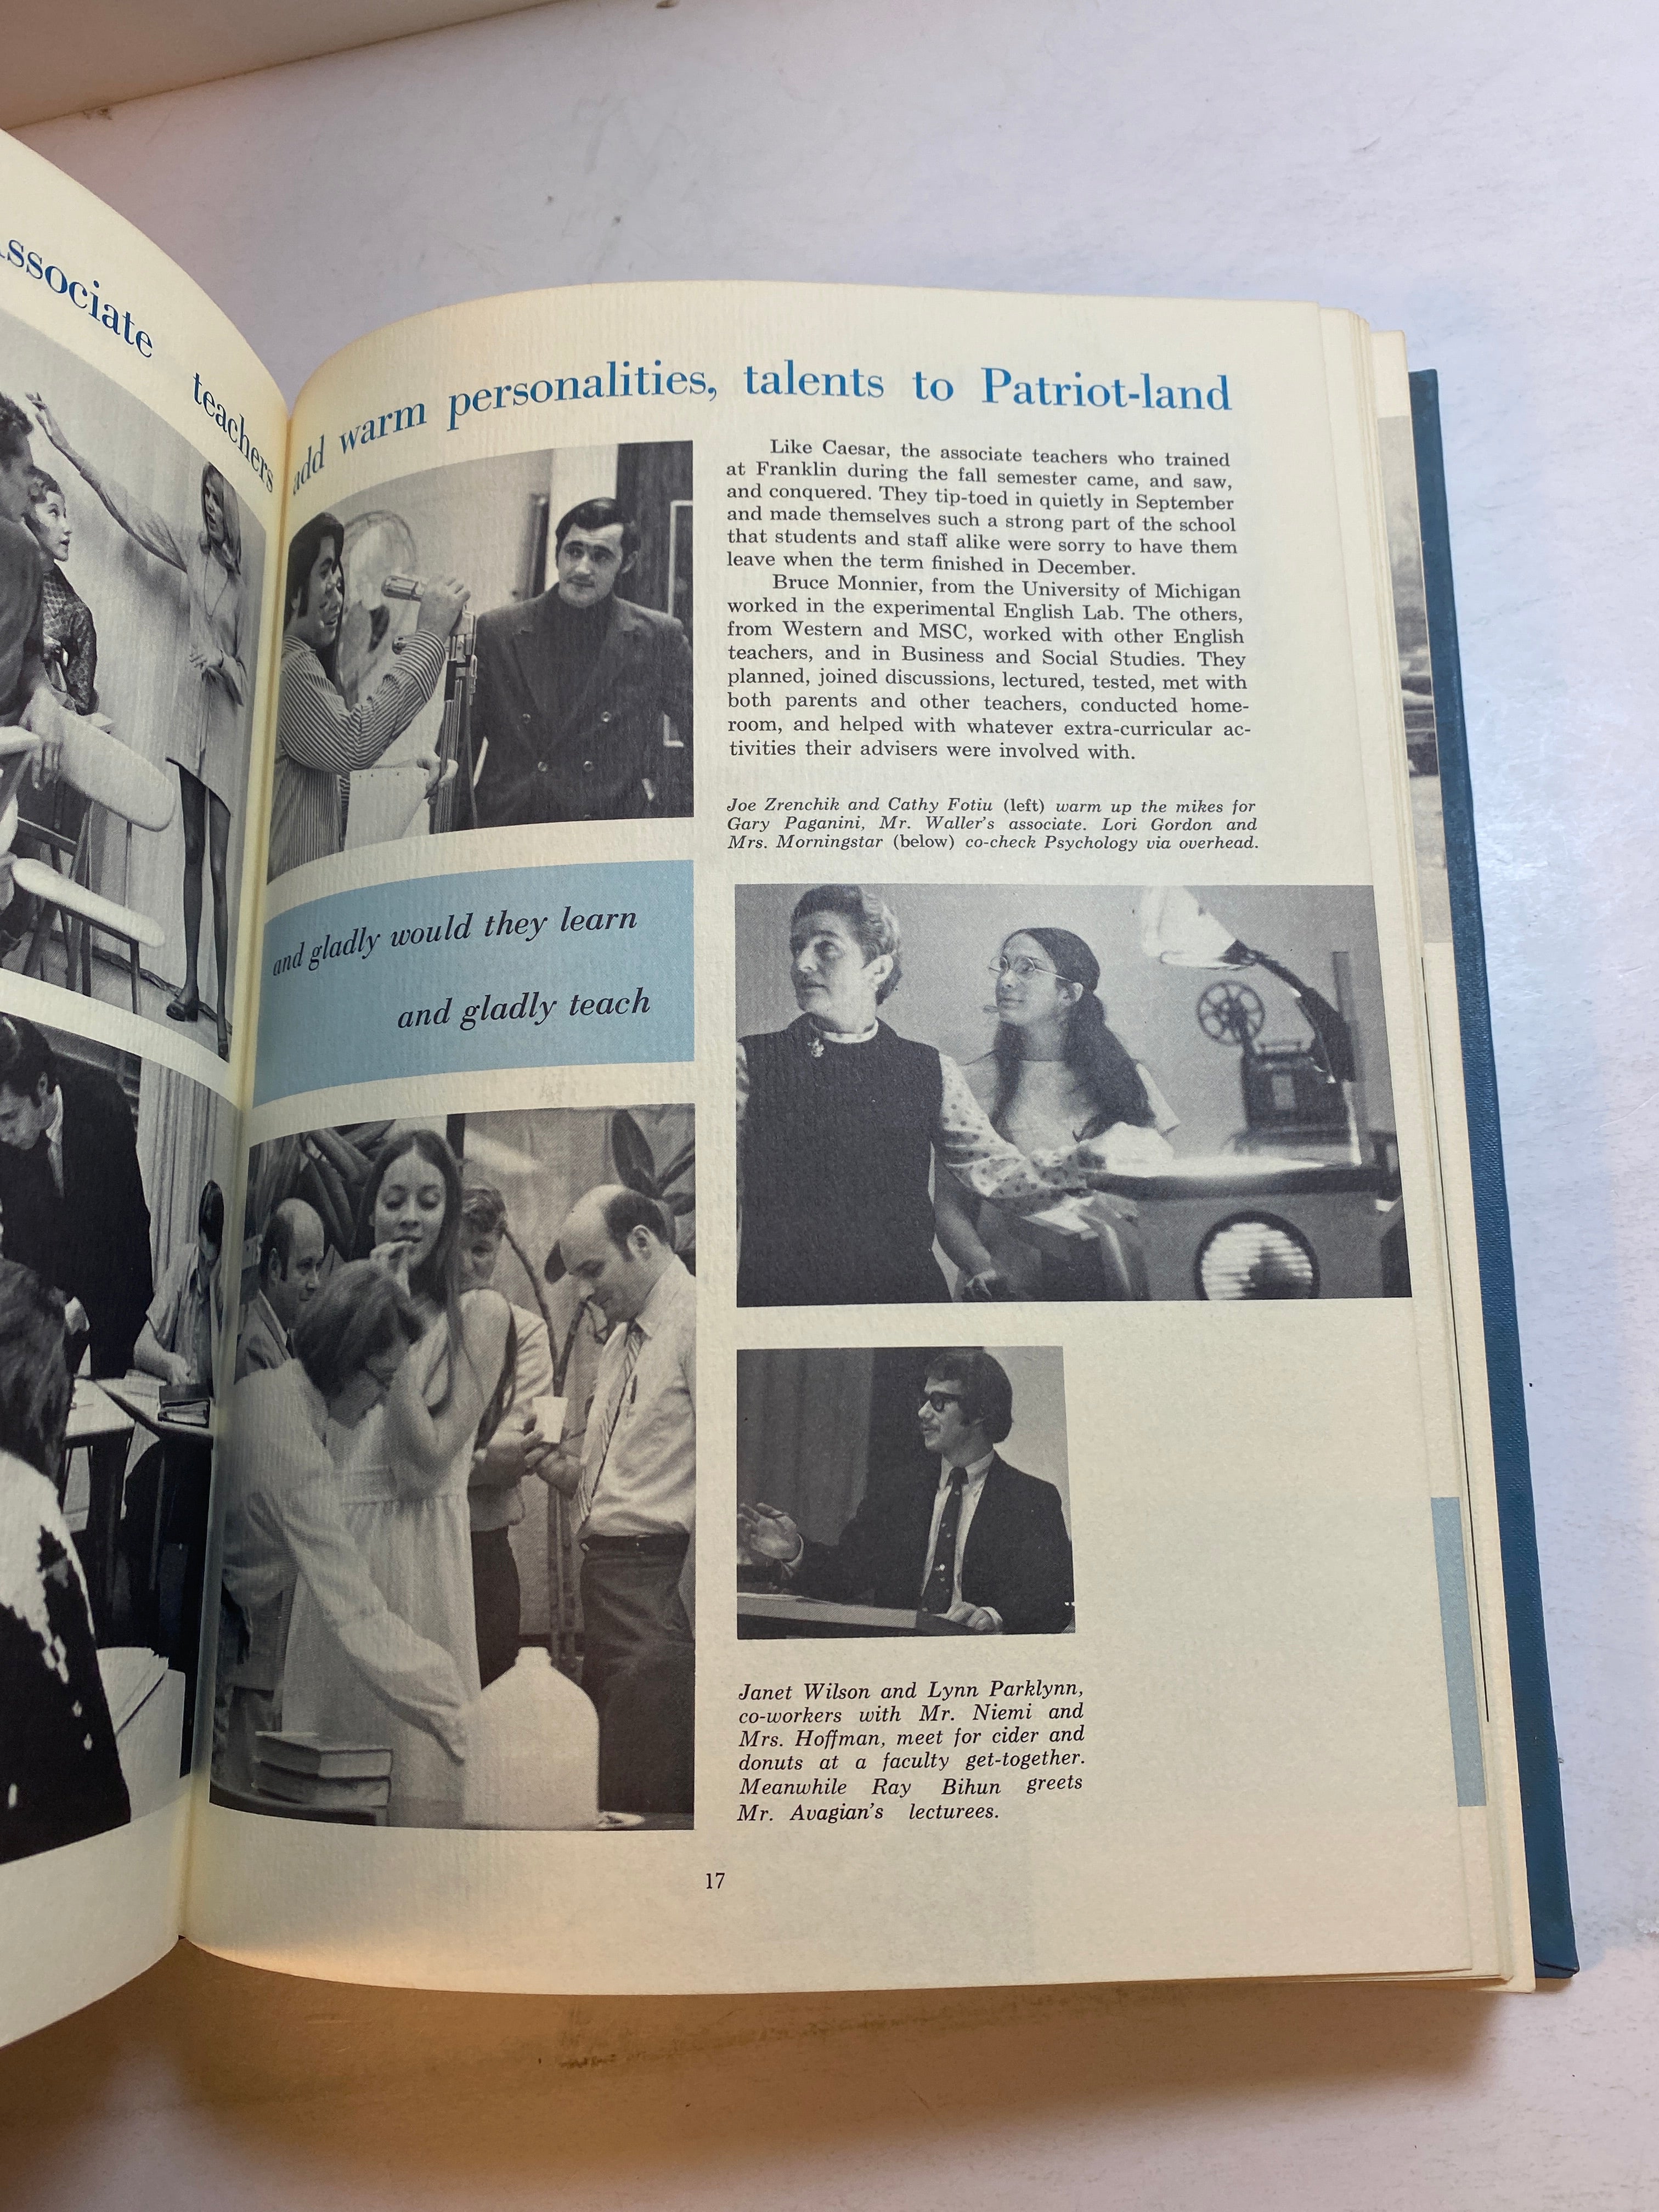 Associate
teachers
add warm personalities, talents to Patriot-land
Like Caesar, the associate teachers who trained
at Franklin during the fall semester came, and saw,
and conquered. They tip-toed in quietly in September
and made themselves such a strong part of the school
that students and staff alike were sorry to have them
leave when the term finished in December.
Bruce Monnier, from the University of Michigan
worked in the experimental English Lab. The others,
from Western and MSC, worked with other English
teachers, and in Business and Social Studies. They
planned, joined discussions, lectured, tested, met with
both parents and other teachers, conducted home-
room, and helped with whatever extra-curricular ac-
tivities their advisers were involved with.
Joe Zrenchik and Cathy Fotiu (left) warm up the mikes for
Gary Paganini, Mr. Waller's associate. Lori Gordon and
Mrs. Morningstar (below) co-check Psychology via overhead.
and gladly would they learn
and gladly teach
Janet Wilson and Lynn Parklynn,
co-workers with Mr. Niemi and
Mrs. Hoffman, meet for cider and
donuts at a faculty get-together.
Meanwhile Ray Bihun greets
Mr. Avagian's lecturees.
17